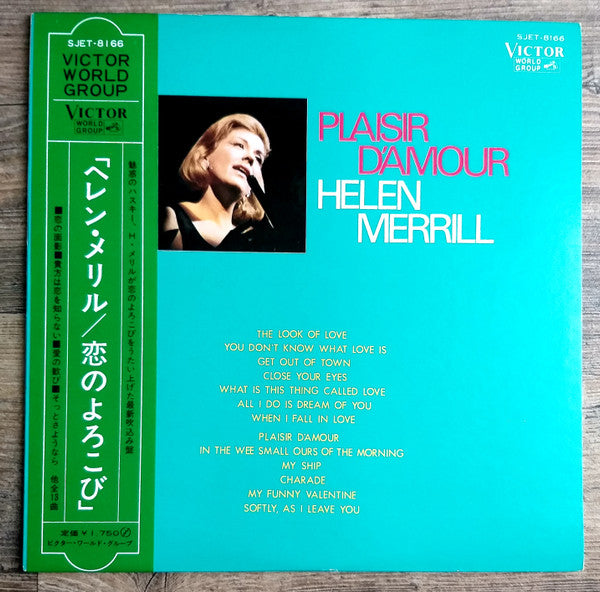 SJET-8166
VICTOR
WORLD
GROUP
VICTOR
WORLD
GROUP
魅惑のハスキー、H・メリルが恋のよろこびをうたい上げた最新吹込み盤
「ヘレン・メリル/恋のよろこび」
■恋の面影■貴方は恋を知らない■愛の歓び■そっとさようなら 他全13曲
定価¥1,750
ビクター・ワールド・グループ
SJET-8166
VICTOR
WORLD
GROUP
PLAISIR
D'AMOUR
HELEN
MERRILL
THE LOOK OF LOVE
YOU DON'T KNOW WHAT LOVE IS
GET OUT OF TOWN
CLOSE YOUR EYES
WHAT IS THIS THING CALLED LOVE
ALL I DO IS DREAM OF YOU
WHEN I FALL IN LOVE
PLAISIR D'AMOUR
IN THE WEE SMALL OURS OF THE MORNING
MY SHIP
CHARADE
MY FUNNY VALENTINE
SOFTLY, AS I LEAVE YOU